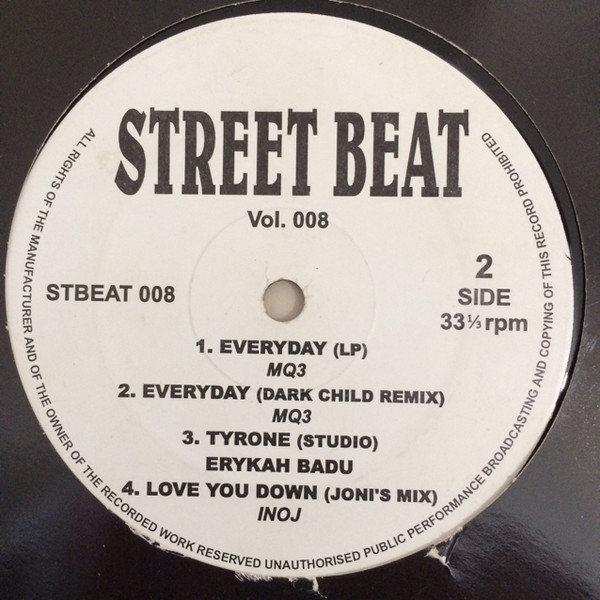 STREET BEAT
Vol. 008
STBEAT 008
2
SIDE
33 ⅓ rpm
1. EVERYDAY (LP)
MQ3
2. EVERYDAY (DARK CHILD REMIX)
MQ3
3. TYRONE (STUDIO)
ERYKAH BADU
4. LOVE YOU DOWN (JONI'S MIX)
INOJ
ALL RIGHTS OF THE MANUFACTURER AND OF THE OWNER OF THE RECORDED WORK RESERVED UNAUTHORISED PUBLIC PERFORMANCE BROADCASTING AND COPYING OF THIS RECORD PROHIBITED